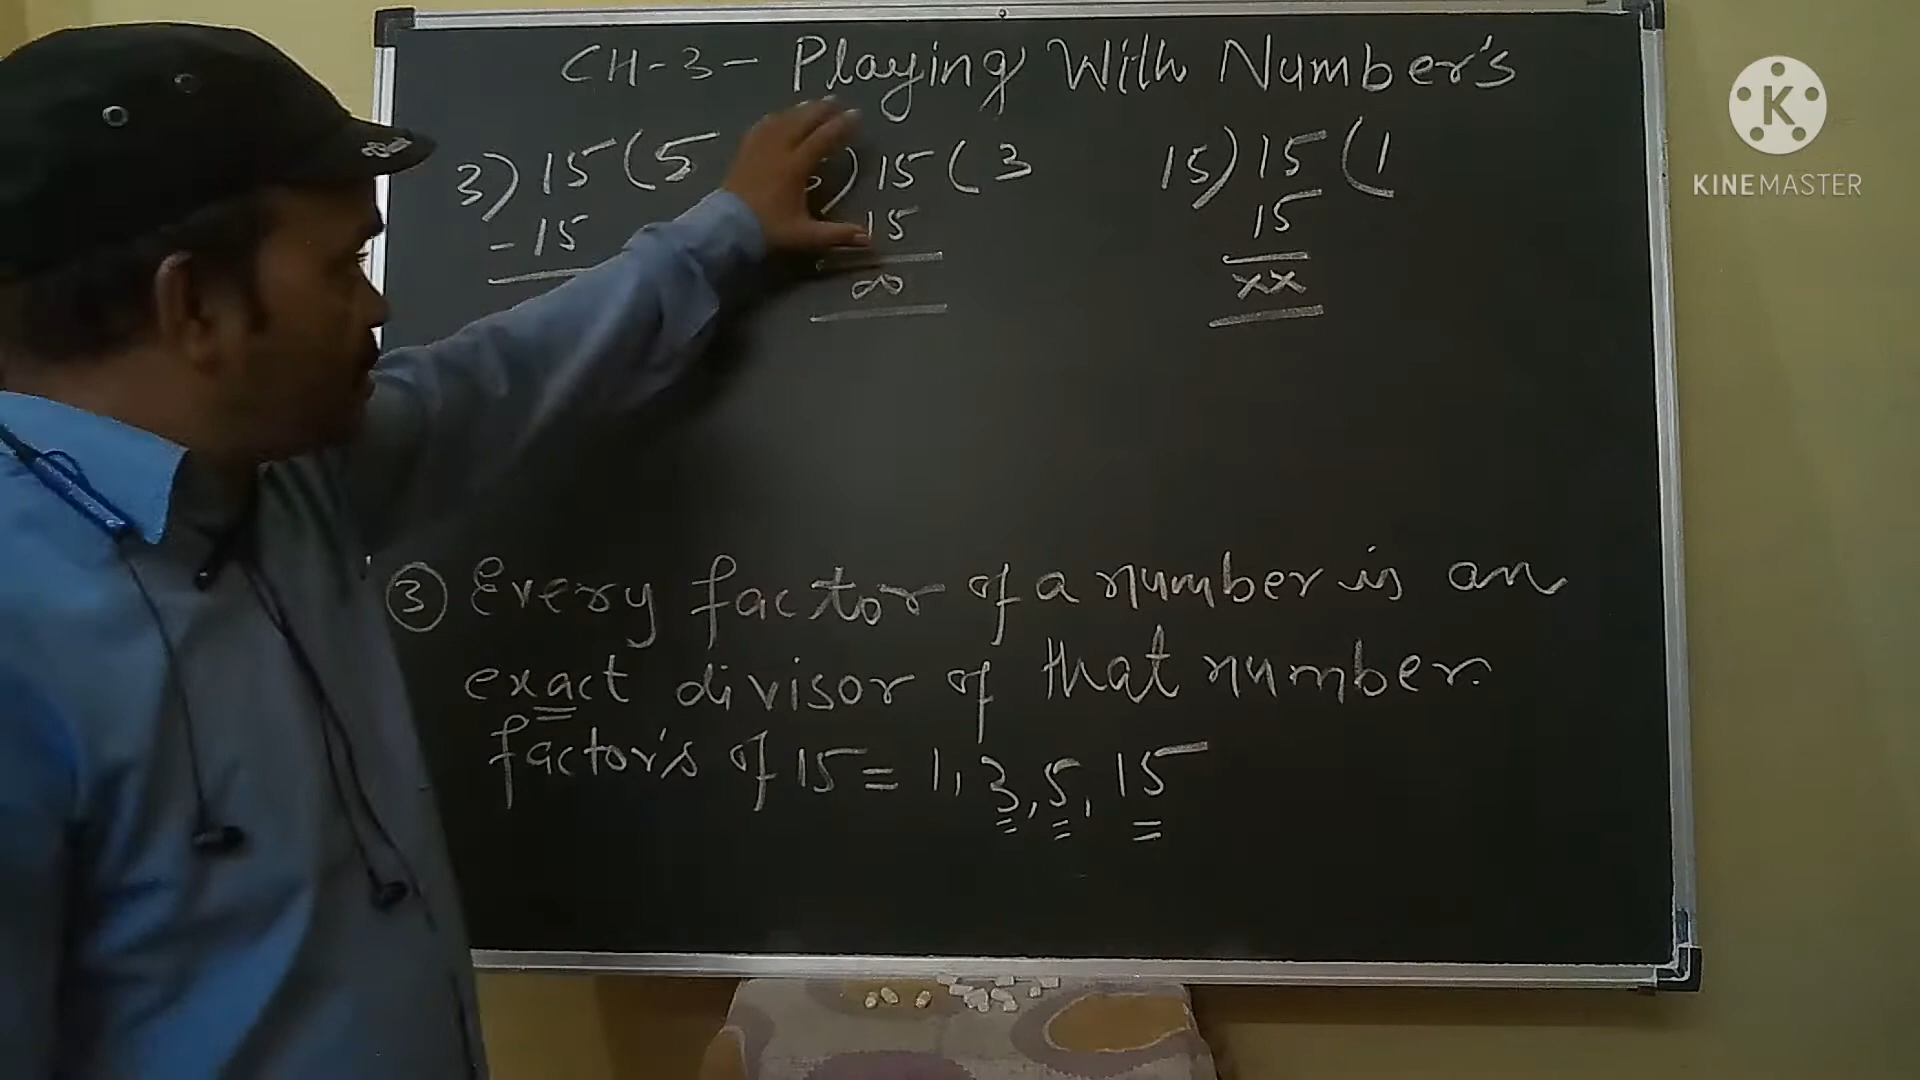 CH-3- Playing With Number's
3) 15 ( 5
- 15
) 15 ( 3
15
15) 15 ( 1
15
xx
③ Every factor of a number is an
exact divisor of that number.
factor's of 15 = 1, 3, 5, 15
KINEMASTER